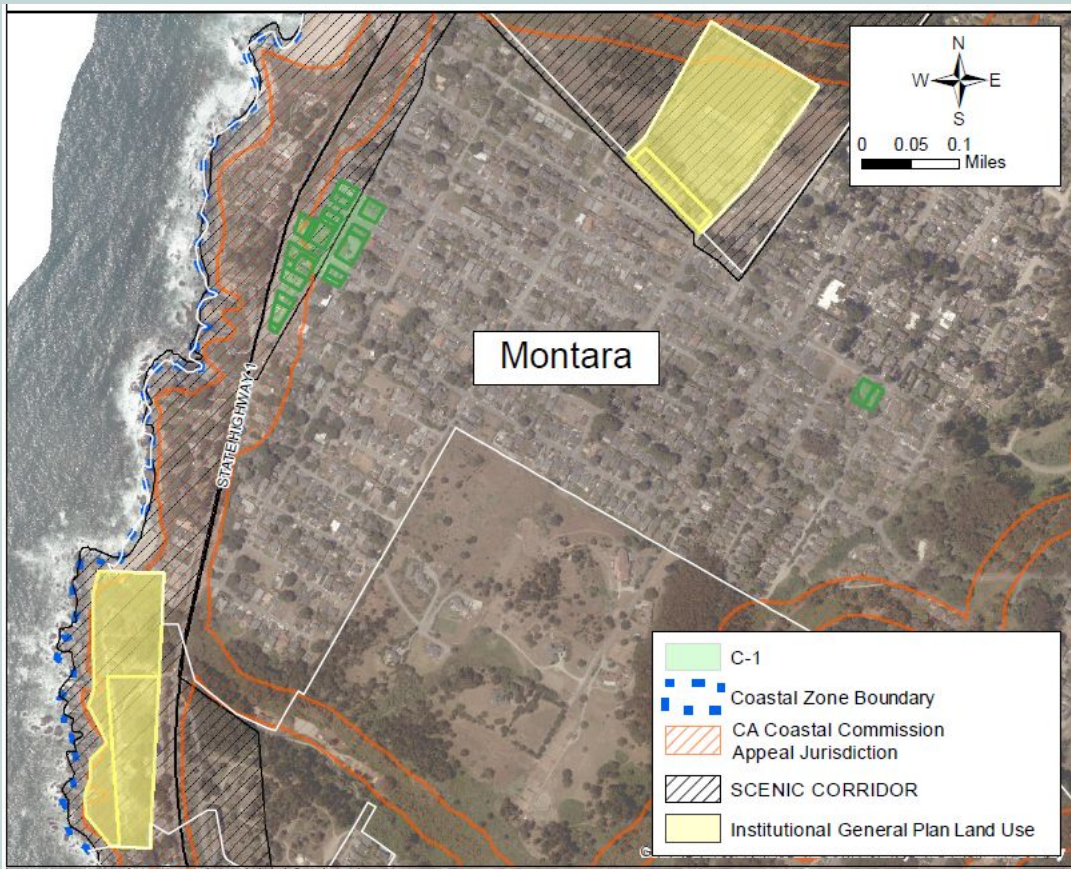 N
W E
S
0 0.05 0.1
Miles
STATE HIGHWAY 1
Montara
C-1
Coastal Zone Boundary
CA Coastal Commission
Appeal Jurisdiction
SCENIC CORRIDOR
Institutional General Plan Land Use